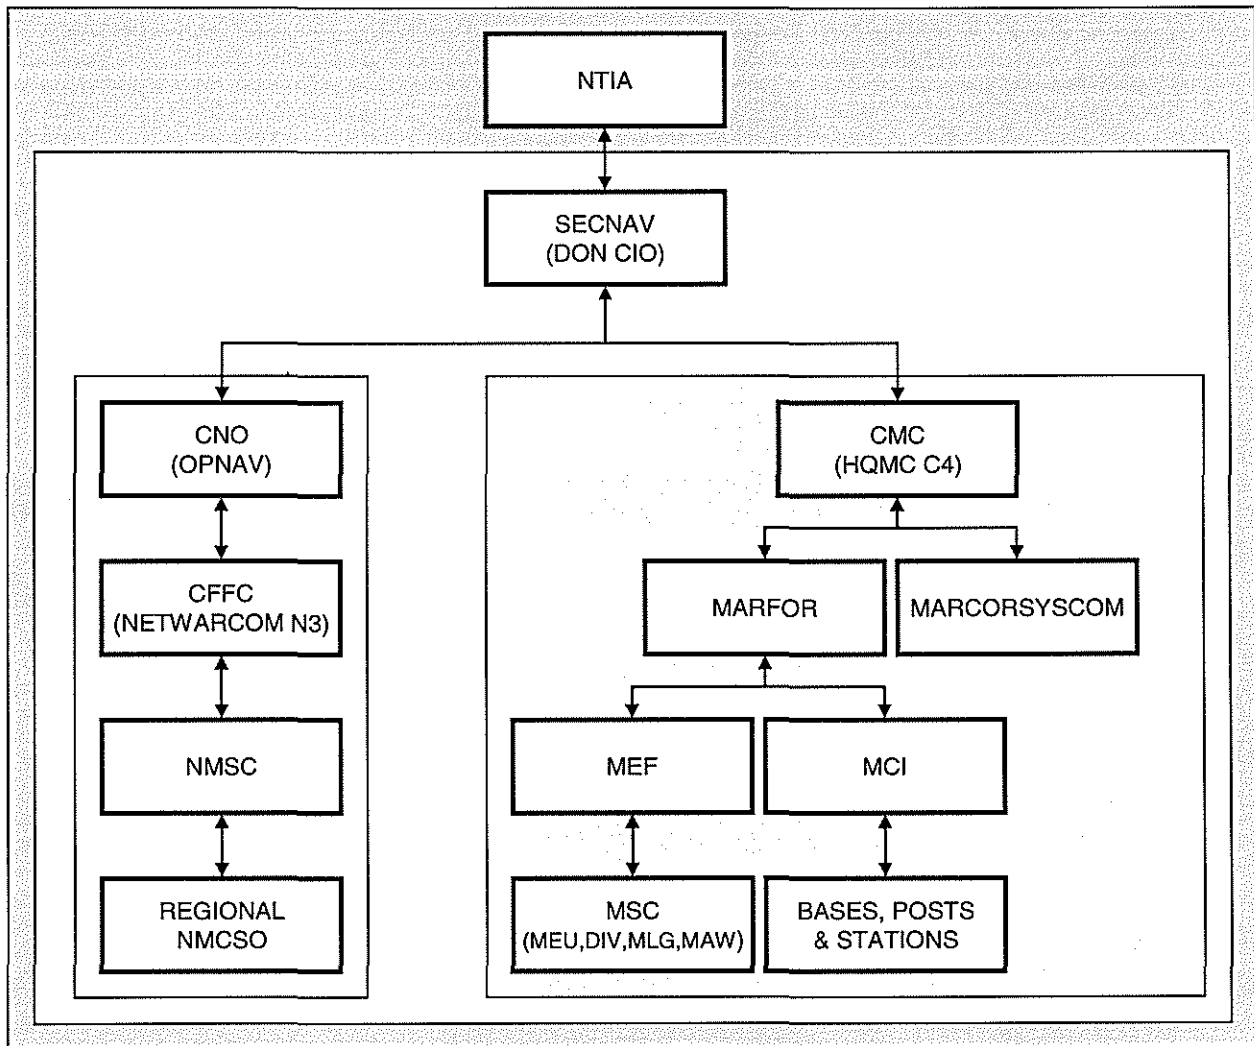 NTIA
SECNAV
(DON CIO)
CNO
(OPNAV)
CMC
(HQMC C4)
CFFC
(NETWARCOM N3)
MARFOR
MARCORSYSCOM
NMSC
MEF
MCI
REGIONAL
NMCSO
MSC
(MEU,DIV,MLG,MAW)
BASES, POSTS
& STATIONS